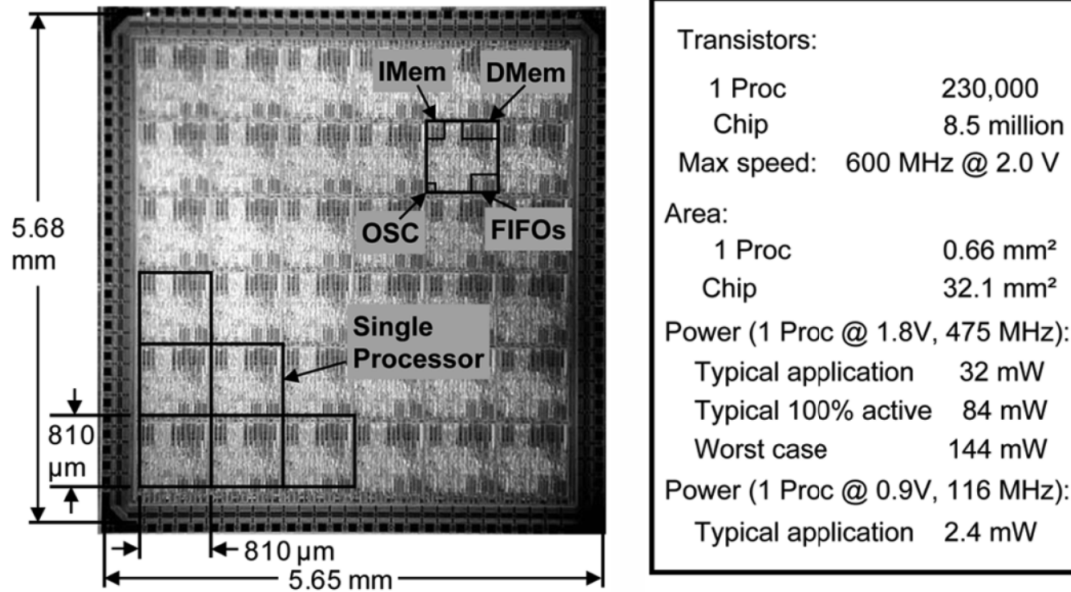 5.68
mm
IMem
DMem
OSC
FIFOs
Single
Processor
810
µm
810 µm
5.65 mm
Transistors:
1 Proc 230,000
Chip 8.5 million
Max speed: 600 MHz @ 2.0 V
Area:
1 Proc 0.66 mm²
Chip 32.1 mm²
Power (1 Proc @ 1.8V, 475 MHz):
Typical application 32 mW
Typical 100% active 84 mW
Worst case 144 mW
Power (1 Proc @ 0.9V, 116 MHz):
Typical application 2.4 mW